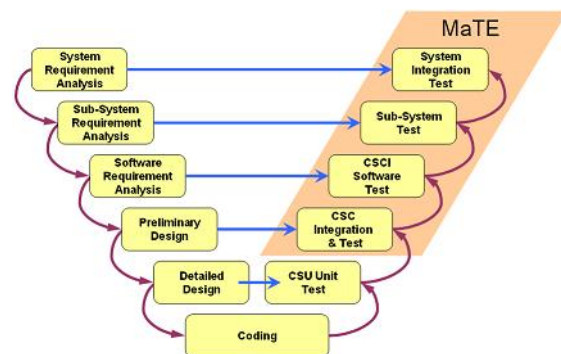 MaTE
System
Requirement
Analysis
System
Integration
Test
Sub-System
Requirement
Analysis
Sub-System
Test
Software
Requirement
Analysis
CSCI
Software
Test
Preliminary
Design
CSC
Integration
& Test
Detailed
Design
CSU Unit
Test
Coding